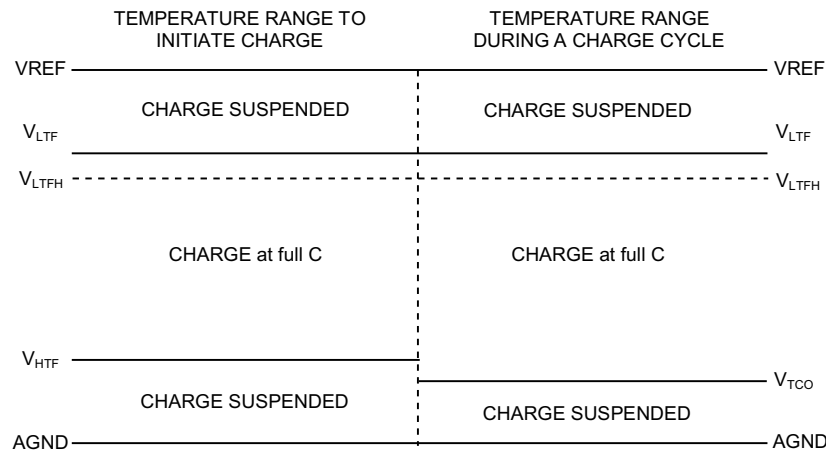 TEMPERATURE RANGE TO
INITIATE CHARGE
TEMPERATURE RANGE
DURING A CHARGE CYCLE
VREF
VREF
CHARGE SUSPENDED
CHARGE SUSPENDED
VLTF
VLTF
VLTFH
VLTFH
CHARGE at full C
CHARGE at full C
VHTF
VTCO
CHARGE SUSPENDED
CHARGE SUSPENDED
AGND
AGND